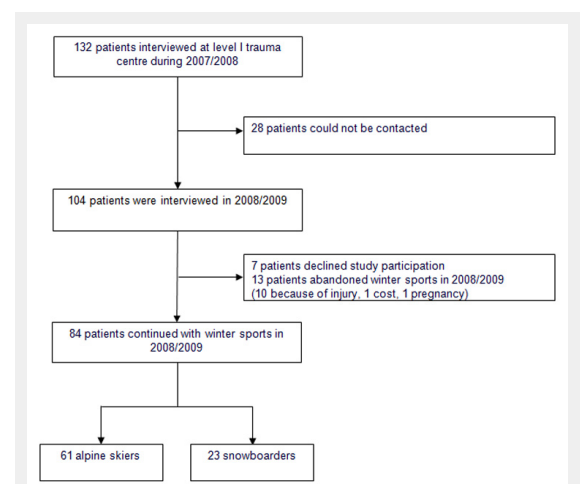 132 patients interviewed at level I trauma
centre during 2007/2008
28 patients could not be contacted
104 patients were interviewed in 2008/2009
7 patients declined study participation
13 patients abandoned winter sports in 2008/2009
(10 because of injury, 1 cost, 1 pregnancy)
84 patients continued with winter sports in
2008/2009
61 alpine skiers
23 snowboarders